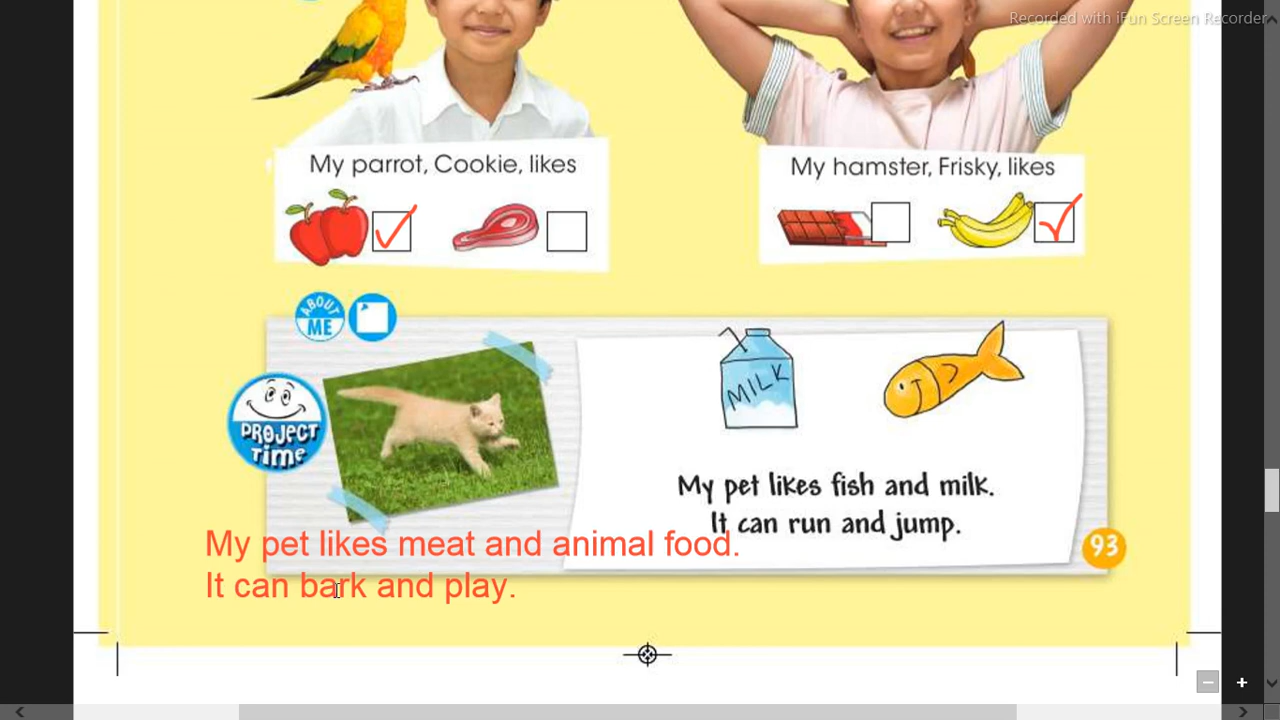 Recorded with iFun Screen Recorder
My parrot, Cookie, likes
My hamster, Frisky, likes
ABOUT
ME
PROJECT
Time
MILK
My pet likes fish and milk.
It can run and jump.
My pet likes meat and animal food.
It can bark and play.
93